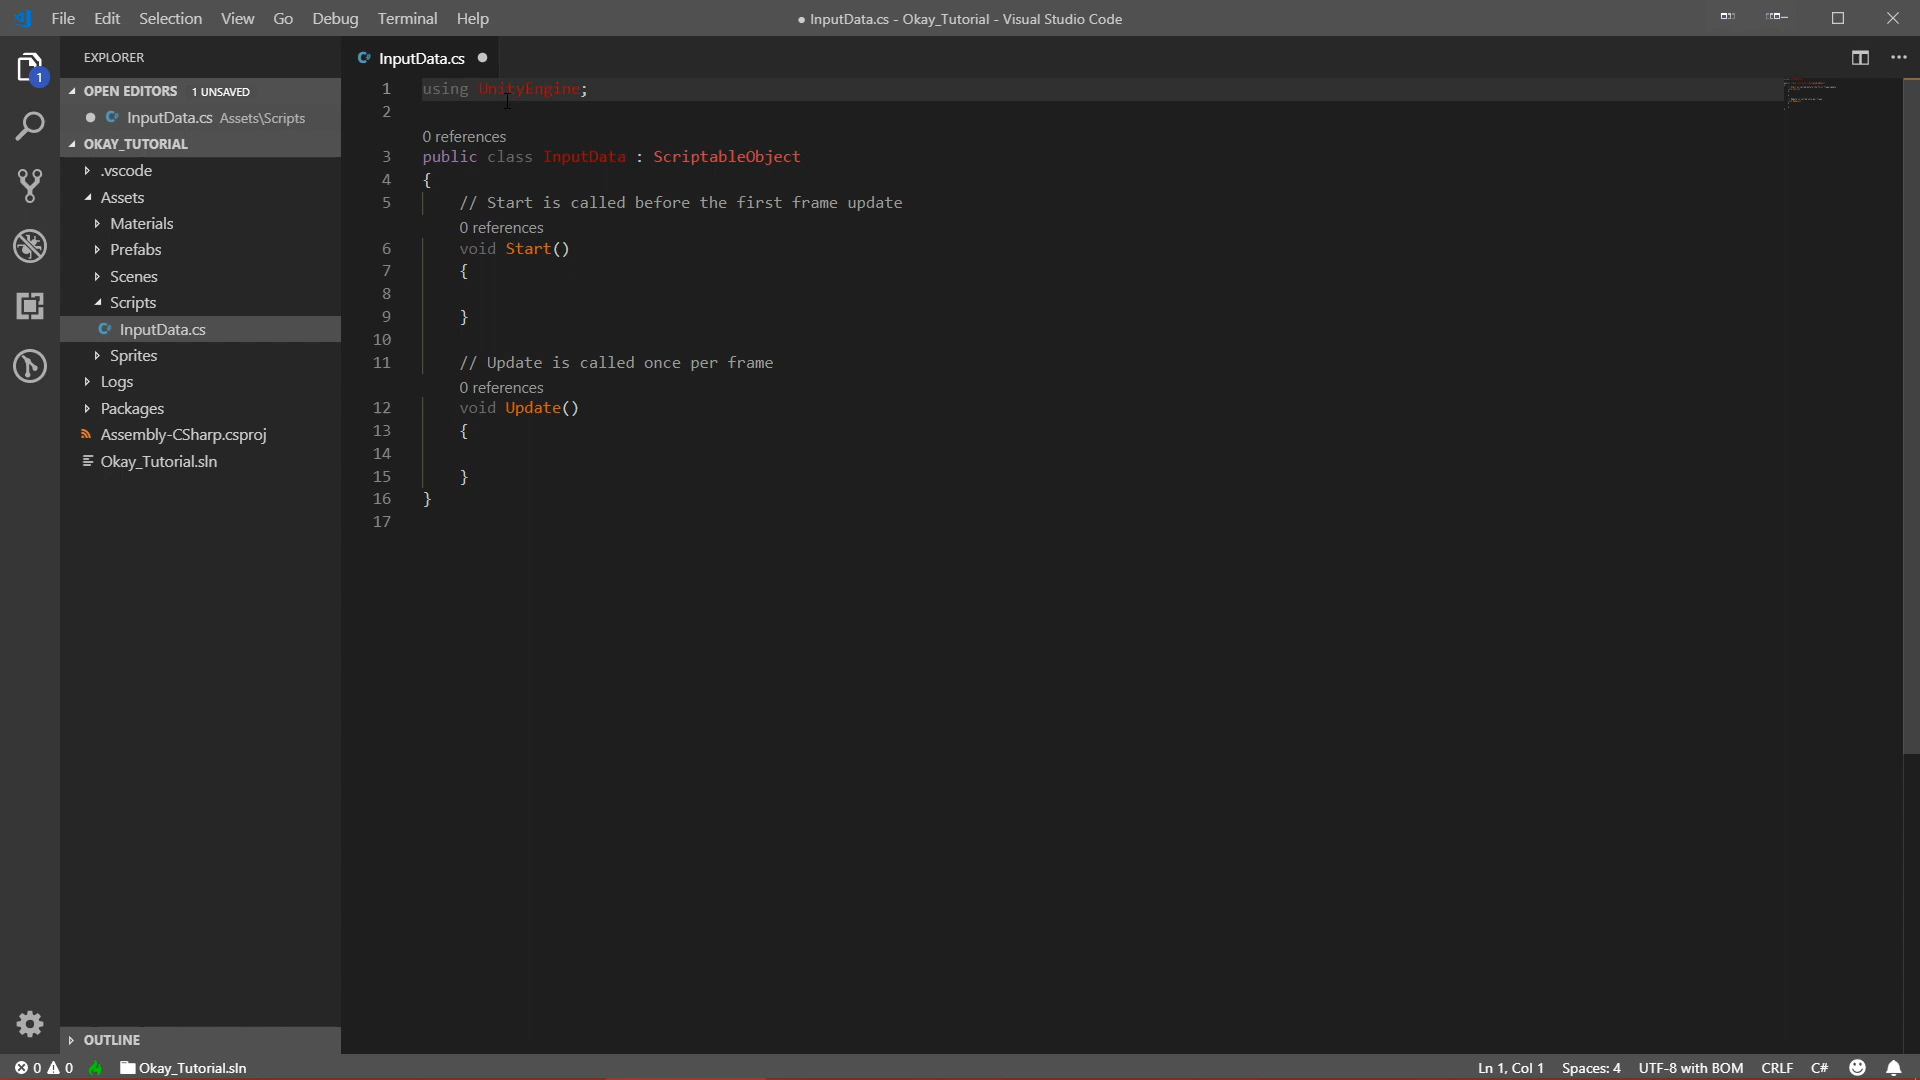 File Edit Selection View Go Debug Terminal Help
● InputData.cs - Okay_Tutorial - Visual Studio Code
1
EXPLORER
OPEN EDITORS 1 UNSAVED
InputData.cs Assets\Scripts
OKAY_TUTORIAL
.vscode
Assets
Materials
Prefabs
Scenes
Scripts
InputData.cs
Sprites
Logs
Packages
Assembly-CSharp.csproj
Okay_Tutorial.sln
OUTLINE
InputData.cs
1 using UnityEngine;
2
0 references
3 public class InputData : ScriptableObject
4 {
5 // Start is called before the first frame update
0 references
6 void Start()
7 {
8
9 }
10
11 // Update is called once per frame
0 references
12 void Update()
13 {
14
15 }
16 }
17
0 0 Okay_Tutorial.sln
Ln 1, Col 1 Spaces: 4 UTF-8 with BOM CRLF C#